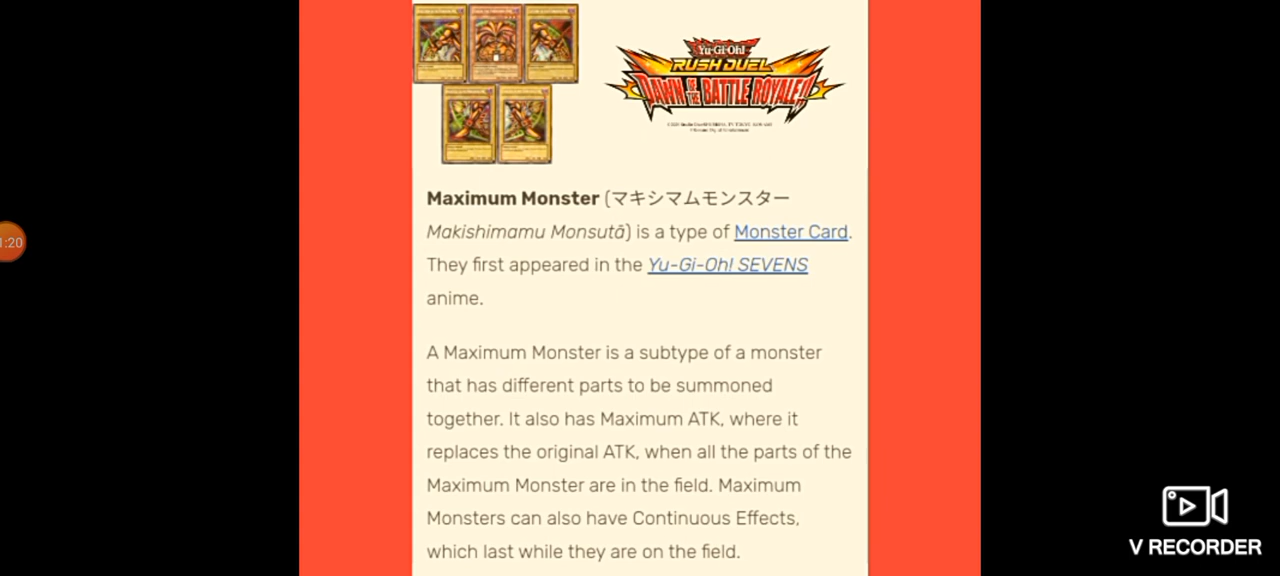 Yu-Gi-Oh!
RUSH DUEL
DAWN OF THE BATTLE ROYALE!!
Maximum Monster (マキシマムモンスター
Makishimamu Monsutā) is a type of Monster Card.
1:20
They first appeared in the Yu-Gi-Oh! SEVENS
anime.
A Maximum Monster is a subtype of a monster
that has different parts to be summoned
together. It also has Maximum ATK, where it
replaces the original ATK, when all the parts of the
Maximum Monster are in the field. Maximum
Monsters can also have Continuous Effects,
which last while they are on the field.
V RECORDER